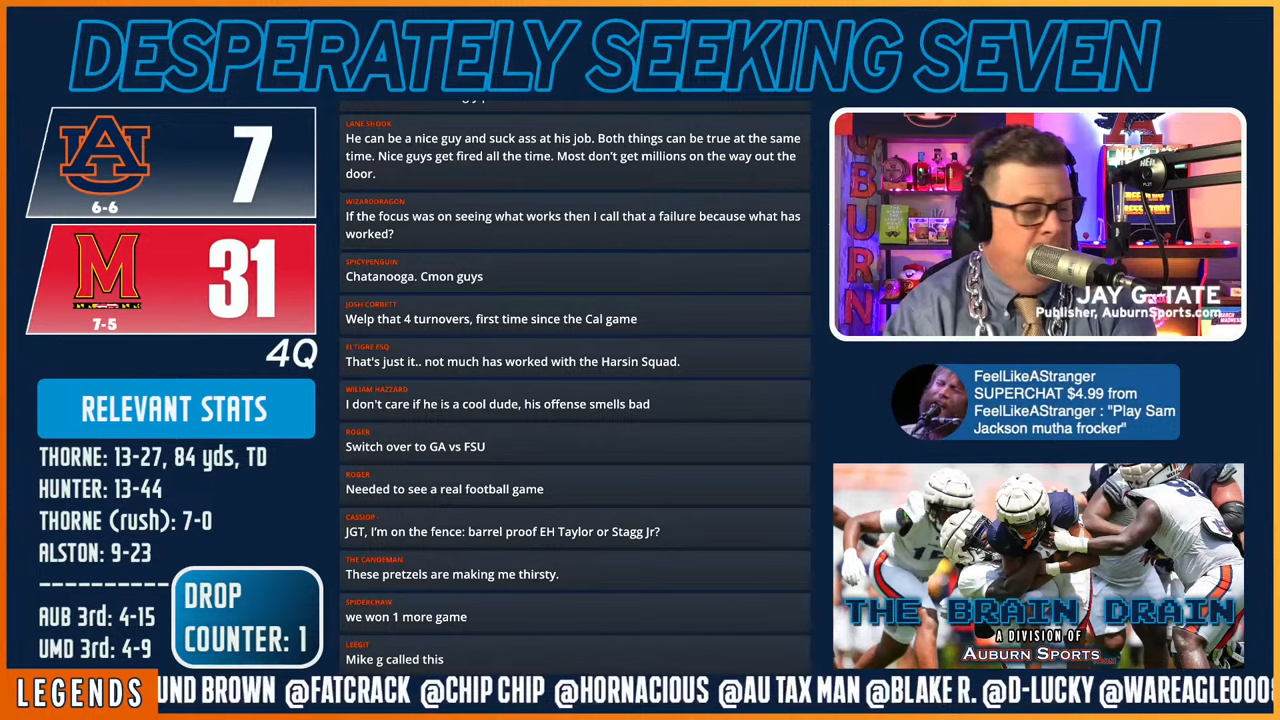 DESPERATELY SEEKING SEVEN
AU
7
6-6
M
31
7-5
4Q
RELEVANT STATS
THORNE: 13-27, 84 yds, TD
HUNTER: 13-44
THORNE (rush): 7-0
ALSTON: 9-23
----------
AUB 3rd: 4-15
UMD 3rd: 4-9
DROP
COUNTER: 1
LANE SHOOK
He can be a nice guy and suck ass at his job. Both things can be true at the same
time. Nice guys get fired all the time. Most don't get millions on the way out the
door.
WIZARDDRAGON
If the focus was on seeing what works then I call that a failure because what has
worked?
SPICYPENGUIN
Chatanooga. Cmon guys
JOSH CORBETT
Welp that 4 turnovers, first time since the Cal game
ELTIGRE ESQ
That's just it.. not much has worked with the Harsin Squad.
WILIAM HAZZARD
I don't care if he is a cool dude, his offense smells bad
ROGER
Switch over to GA vs FSU
ROGER
Needed to see a real football game
CASSIOP
JGT, I'm on the fence: barrel proof EH Taylor or Stagg Jr?
THE CANOEMAN
These pretzels are making me thirsty.
SPIDERCHAW
we won 1 more game
LEEGIT
Mike g called this
JAY G. TATE
Publisher, AuburnSports.com
FeelLikeAStranger
SUPERCHAT $4.99 from
FeelLikeAStranger : "Play Sam
Jackson mutha frocker"
THE BRAIN DRAIN
A DIVISION OF
AUBURN SPORTS
LEGENDS
UND BROWN @FATCRACK @CHIP CHIP @HORNACIOUS @AU TAX MAN @BLAKE R. @D-LUCKY @WAREAGLE000